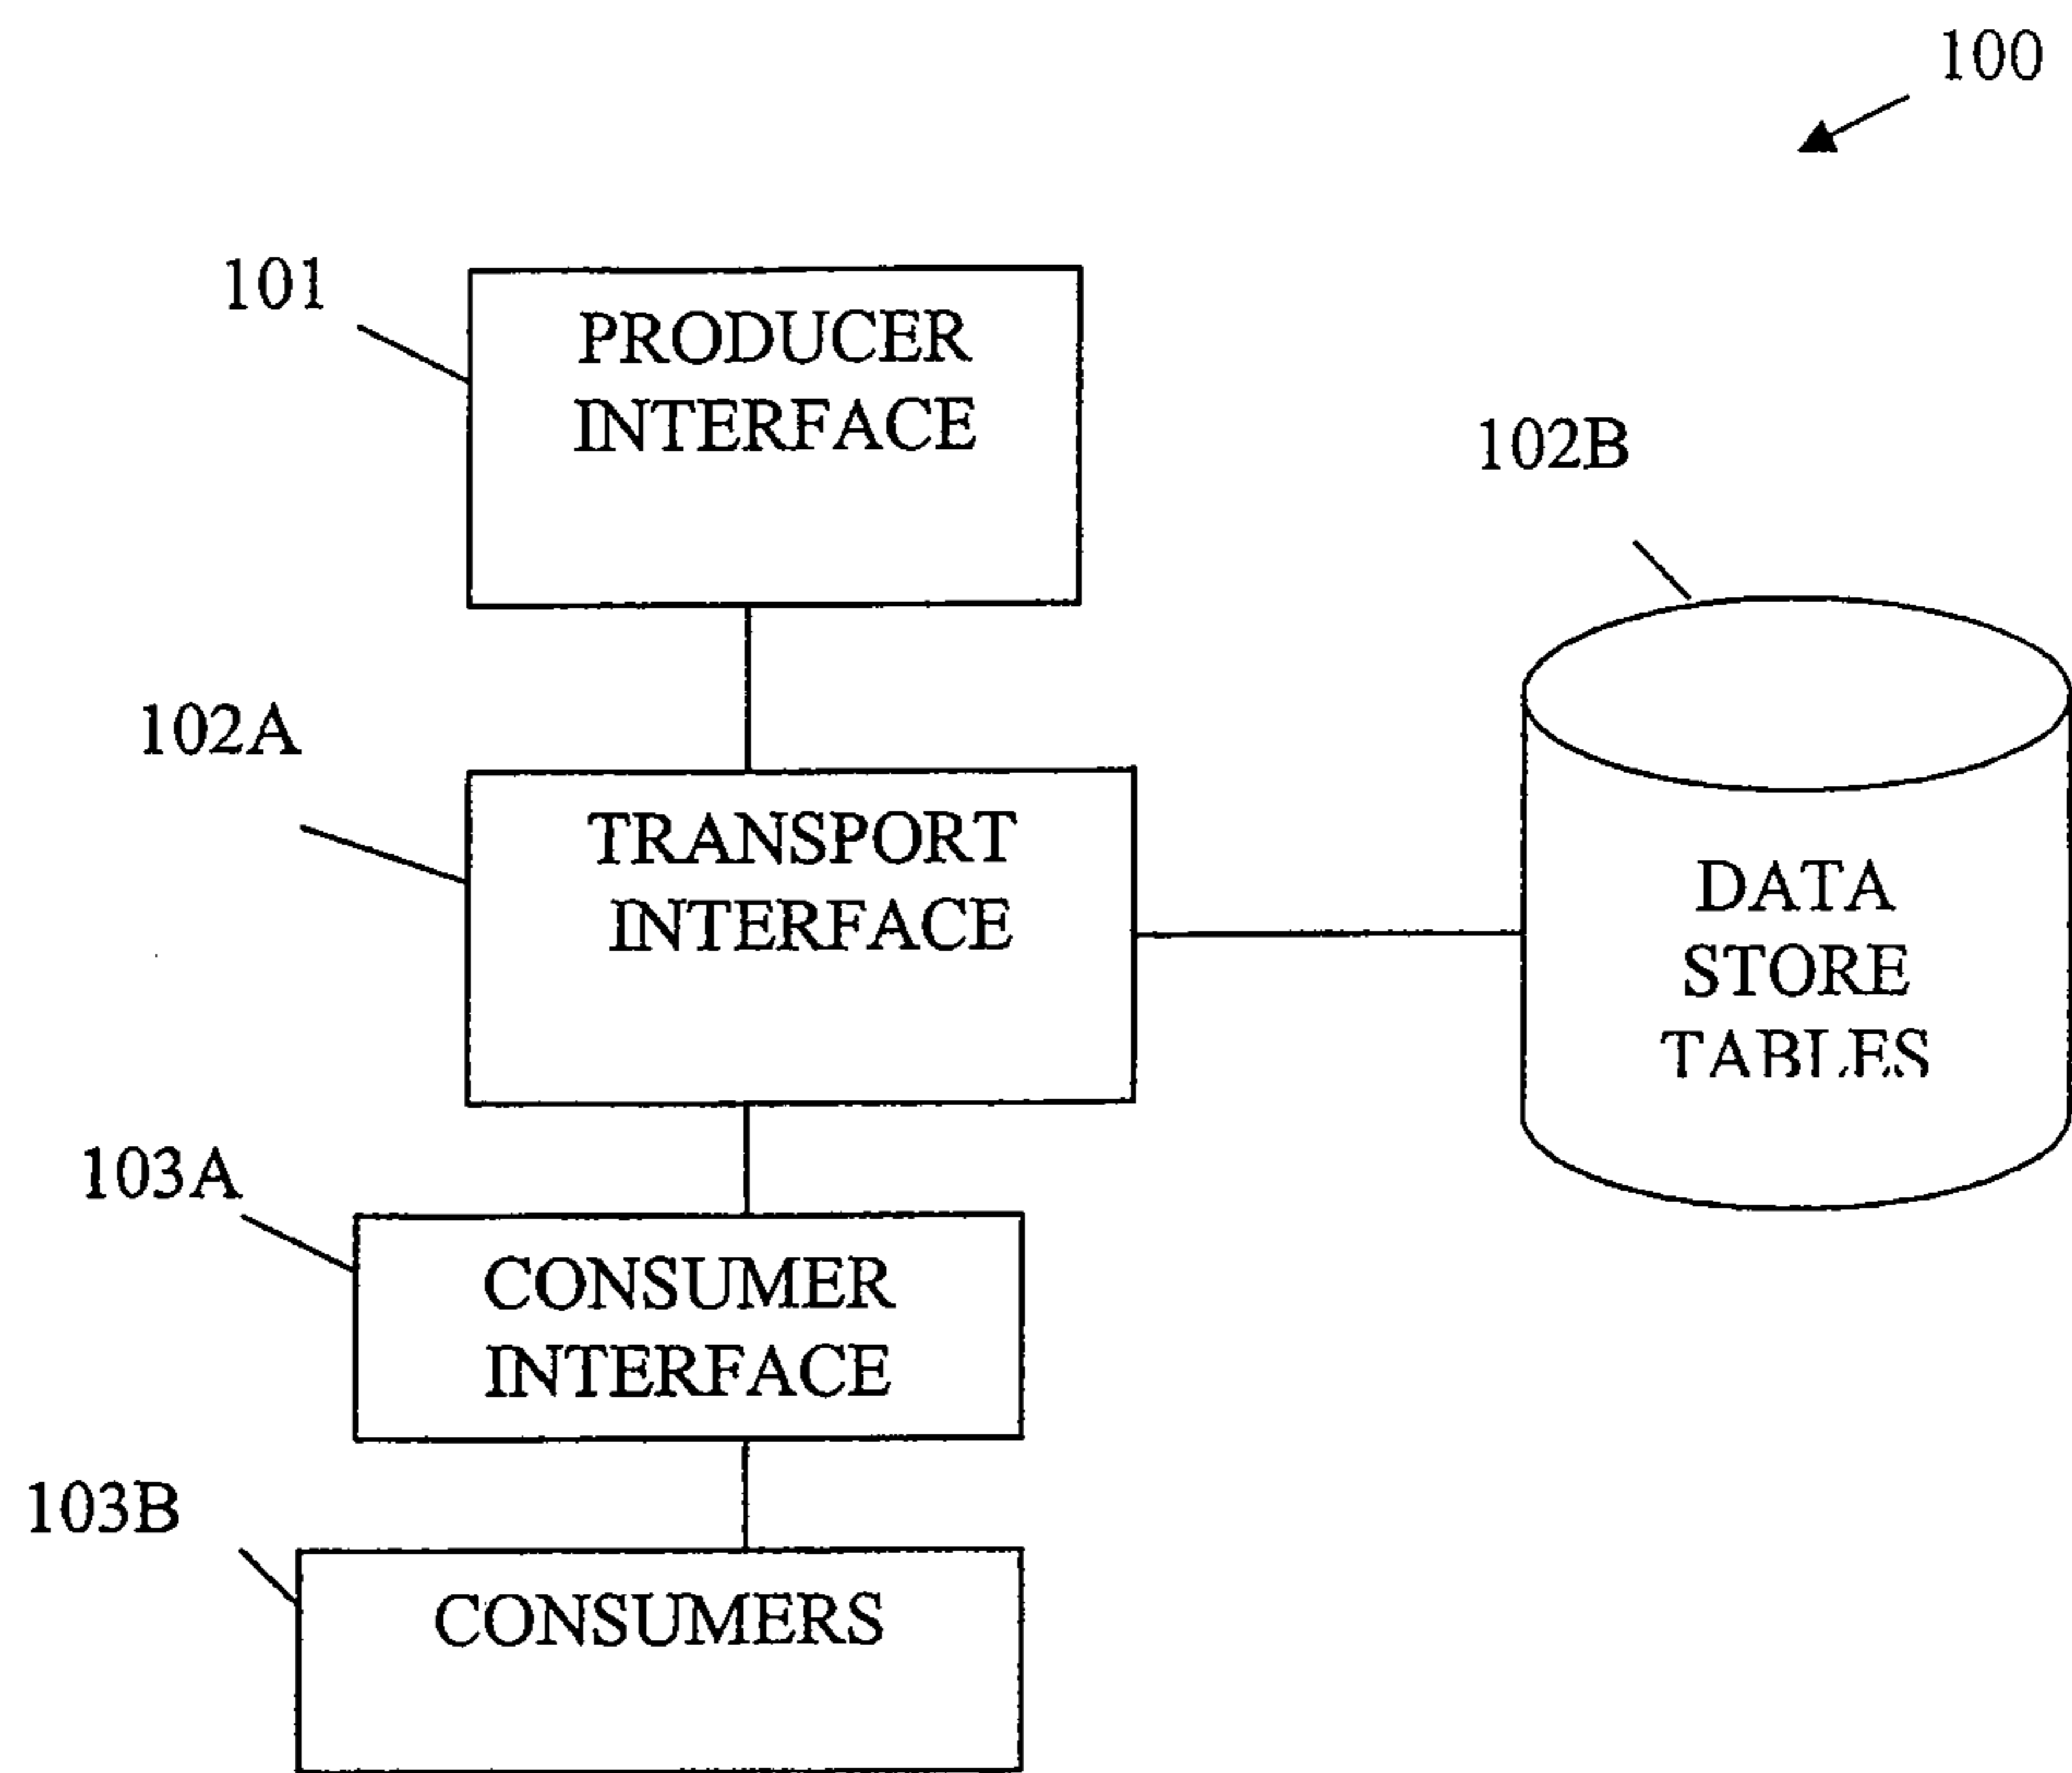 100
101
PRODUCER
INTERFACE
102B
102A
TRANSPORT
INTERFACE
DATA
STORE
TABLES
103A
CONSUMER
INTERFACE
103B
CONSUMERS